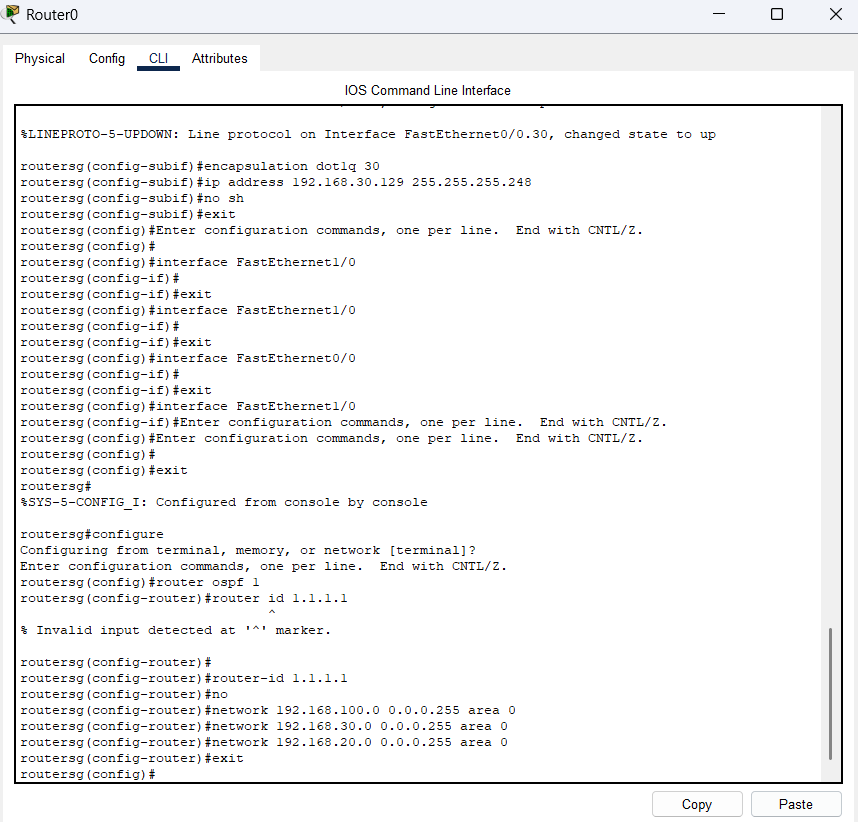 Router0
Physical Config CLI Attributes
IOS Command Line Interface
%LINEPROTO-5-UPDOWN: Line protocol on Interface FastEthernet0/0.30, changed state to up
routersg(config-subif)#encapsulation dot1q 30
routersg(config-subif)#ip address 192.168.30.129 255.255.255.248
routersg(config-subif)#no sh
routersg(config-subif)#exit
routersg(config)#Enter configuration commands, one per line.  End with CNTL/Z.
routersg(config)#
routersg(config)#interface FastEthernet1/0
routersg(config-if)#
routersg(config-if)#exit
routersg(config)#interface FastEthernet1/0
routersg(config-if)#
routersg(config-if)#exit
routersg(config)#interface FastEthernet0/0
routersg(config-if)#
routersg(config-if)#exit
routersg(config)#interface FastEthernet1/0
routersg(config-if)#Enter configuration commands, one per line.  End with CNTL/Z.
routersg(config)#Enter configuration commands, one per line.  End with CNTL/Z.
routersg(config)#
routersg(config)#exit
routersg#
%SYS-5-CONFIG_I: Configured from console by console
routersg#configure
Configuring from terminal, memory, or network [terminal]?
Enter configuration commands, one per line.  End with CNTL/Z.
routersg(config)#router ospf 1
routersg(config-router)#router id 1.1.1.1
^
% Invalid input detected at '^' marker.
routersg(config-router)#
routersg(config-router)#router-id 1.1.1.1
routersg(config-router)#no
routersg(config-router)#network 192.168.100.0 0.0.0.255 area 0
routersg(config-router)#network 192.168.30.0 0.0.0.255 area 0
routersg(config-router)#network 192.168.20.0 0.0.0.255 area 0
routersg(config-router)#exit
routersg(config)#
Copy Paste